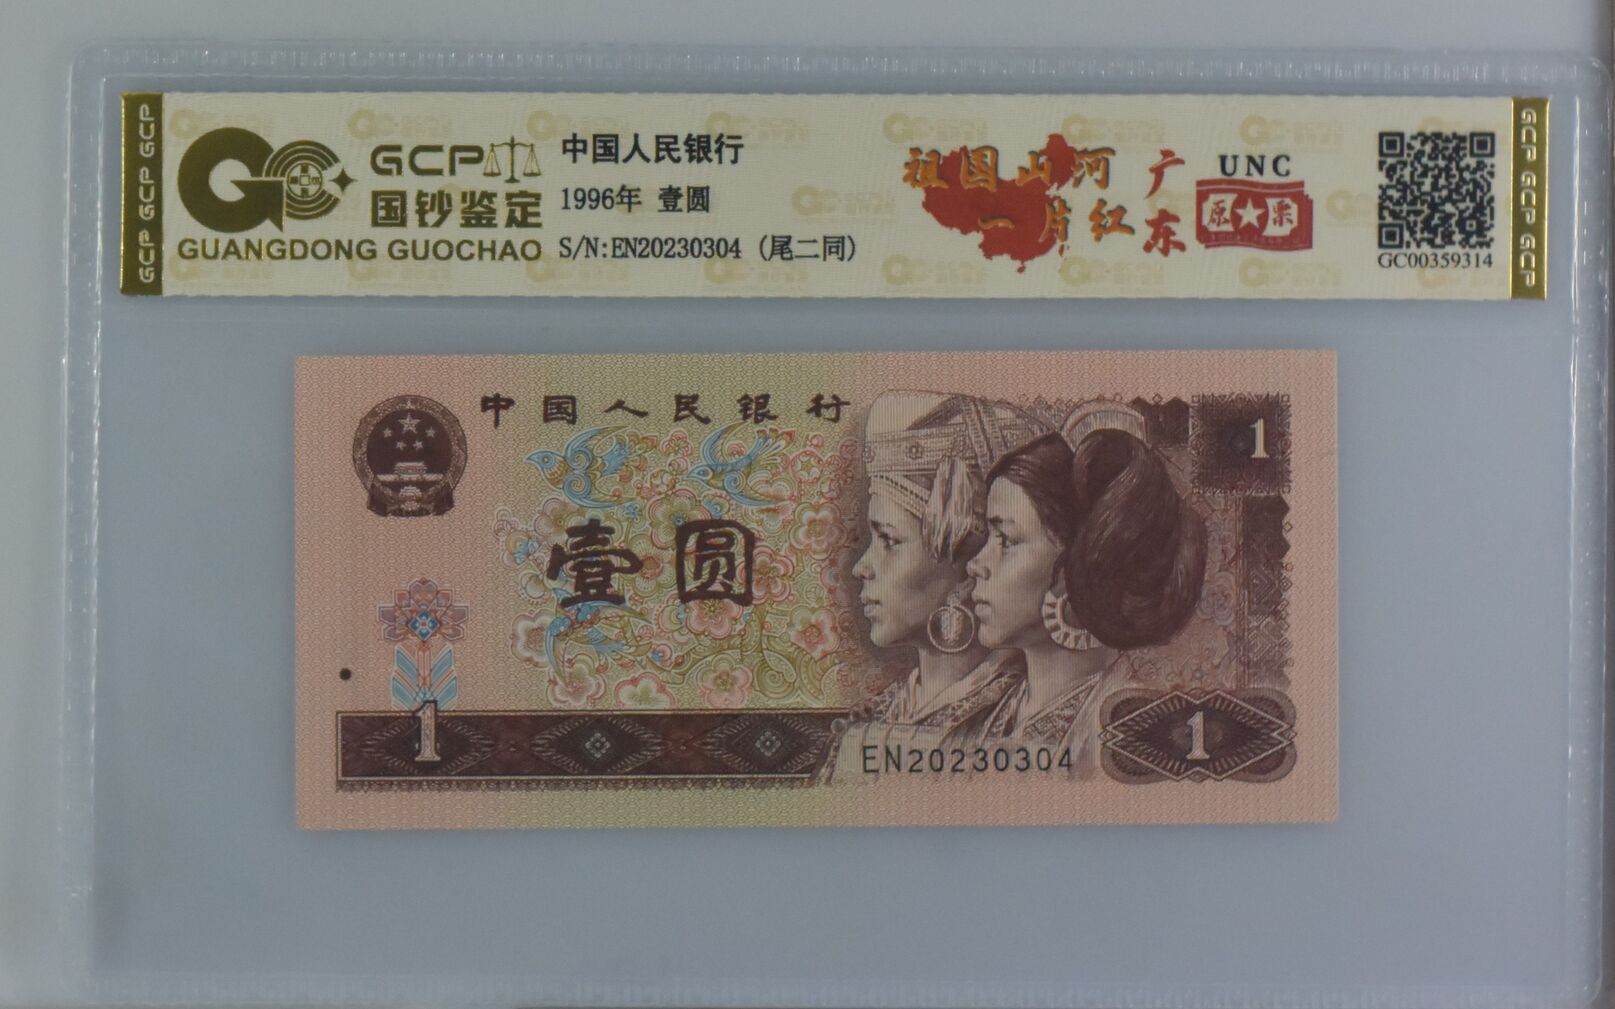 GCP
国钞鉴定
GUANGDONG GUOCHAO
中国人民银行
1996年 壹圆
S/N:EN20230304 (尾二同)
祖国山河
一片红
广东
UNC
原★票
GC00359314
GCP GCP GCP
GCP GCP GCP
中国人民银行
1
壹圆
1
EN20230304
1